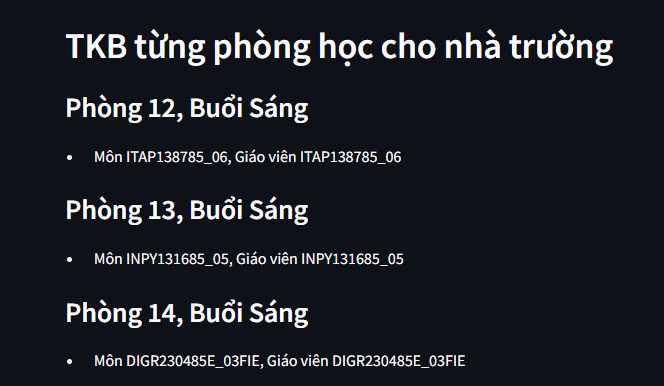 TKB từng phòng học cho nhà trường
Phòng 12, Buổi Sáng
• Môn ITAP138785_06, Giáo viên ITAP138785_06
Phòng 13, Buổi Sáng
• Môn INPY131685_05, Giáo viên INPY131685_05
Phòng 14, Buổi Sáng
• Môn DIGR230485E_03FIE, Giáo viên DIGR230485E_03FIE